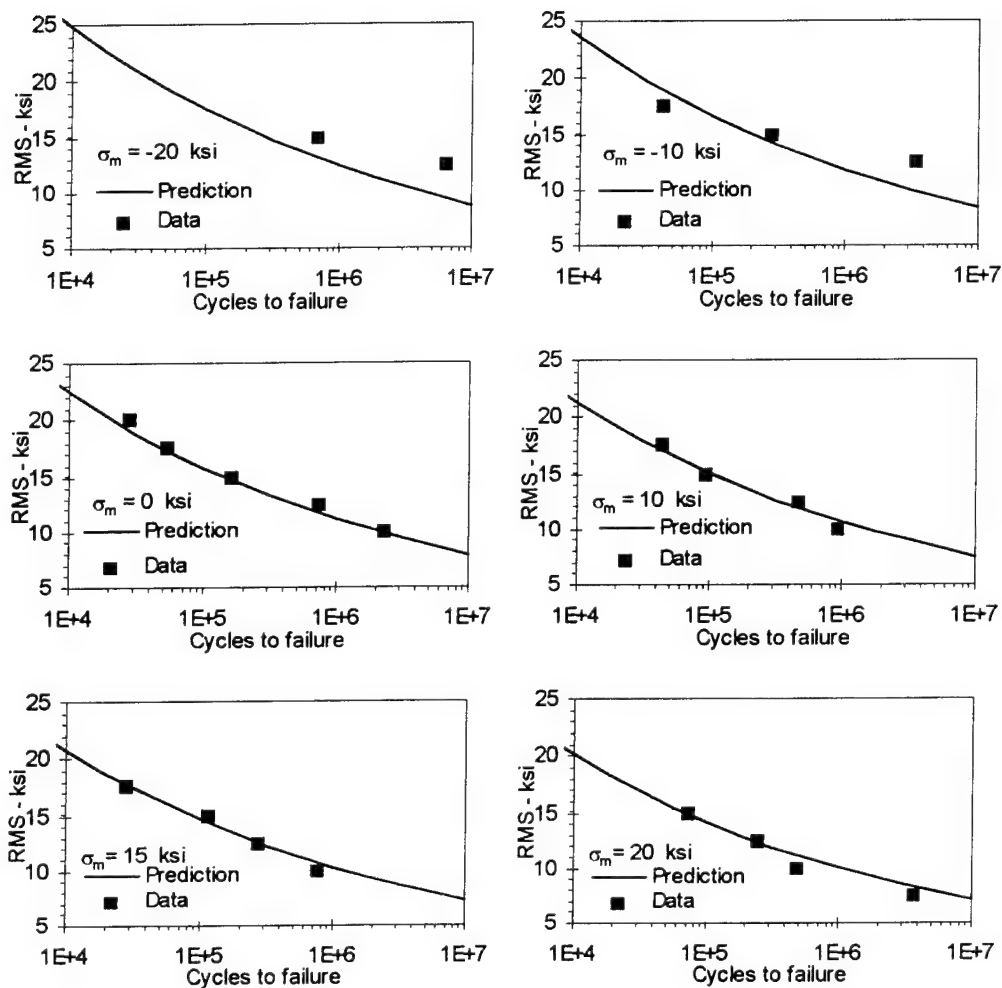 25
20
15
10
5
RMS - ksi
σm = -20 ksi
Prediction
Data
1E+4 1E+5 1E+6 1E+7
Cycles to failure
25
20
15
10
5
RMS - ksi
σm = -10 ksi
Prediction
Data
1E+4 1E+5 1E+6 1E+7
Cycles to failure
25
20
15
10
5
RMS - ksi
σm = 0 ksi
Prediction
Data
1E+4 1E+5 1E+6 1E+7
Cycles to failure
25
20
15
10
5
RMS - ksi
σm = 10 ksi
Prediction
Data
1E+4 1E+5 1E+6 1E+7
Cycles to failure
25
20
15
10
5
RMS - ksi
σm = 15 ksi
Prediction
Data
1E+4 1E+5 1E+6 1E+7
Cycles to failure
25
20
15
10
5
RMS - ksi
σm = 20 ksi
Prediction
Data
1E+4 1E+5 1E+6 1E+7
Cycles to failure